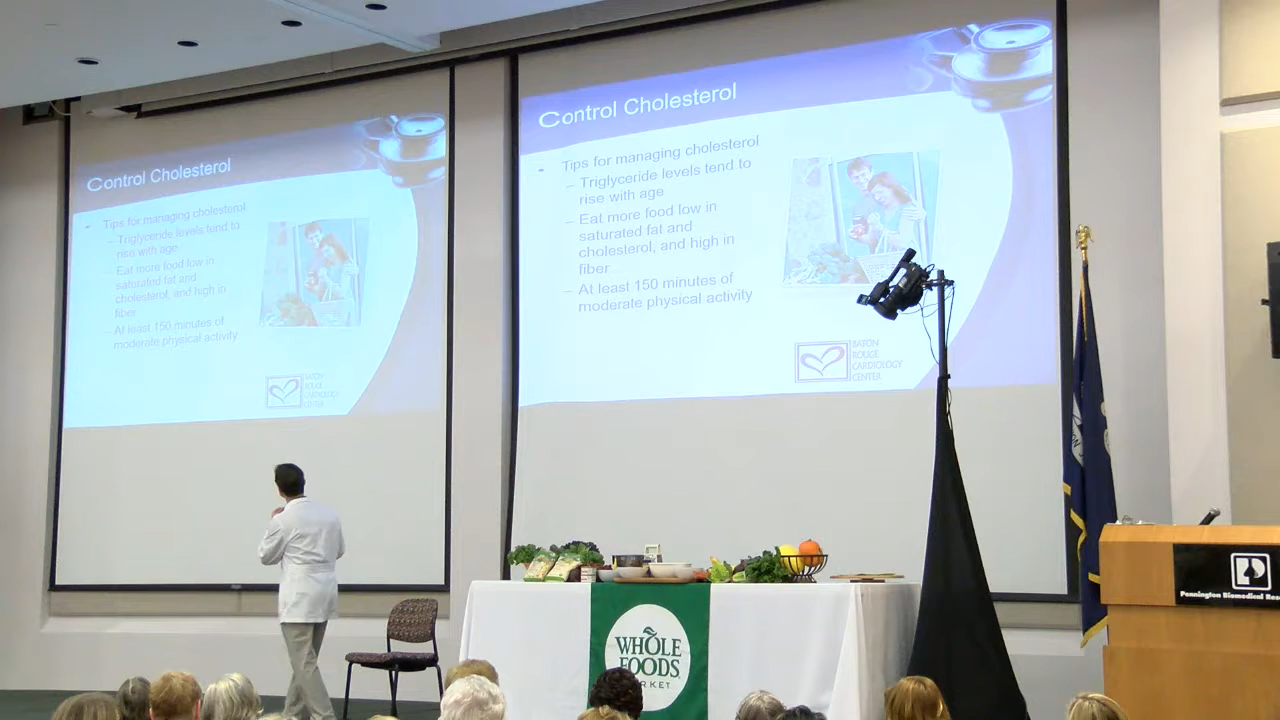 Control Cholesterol
- Tips for managing cholesterol
– Triglyceride levels tend to
rise with age
– Eat more food low in
saturated fat and
cholesterol, and high in
fiber
– At least 150 minutes of
moderate physical activity
BATON
ROUGE
CARDIOLOGY
CENTER
Control Cholesterol
- Tips for managing cholesterol
– Triglyceride levels tend to
rise with age
– Eat more food low in
saturated fat and
cholesterol, and high in
fiber
– At least 150 minutes of
moderate physical activity
BATON
ROUGE
CARDIOLOGY
CENTER
WHOLE
FOODS
RKET
Pennington Biomedical Rese